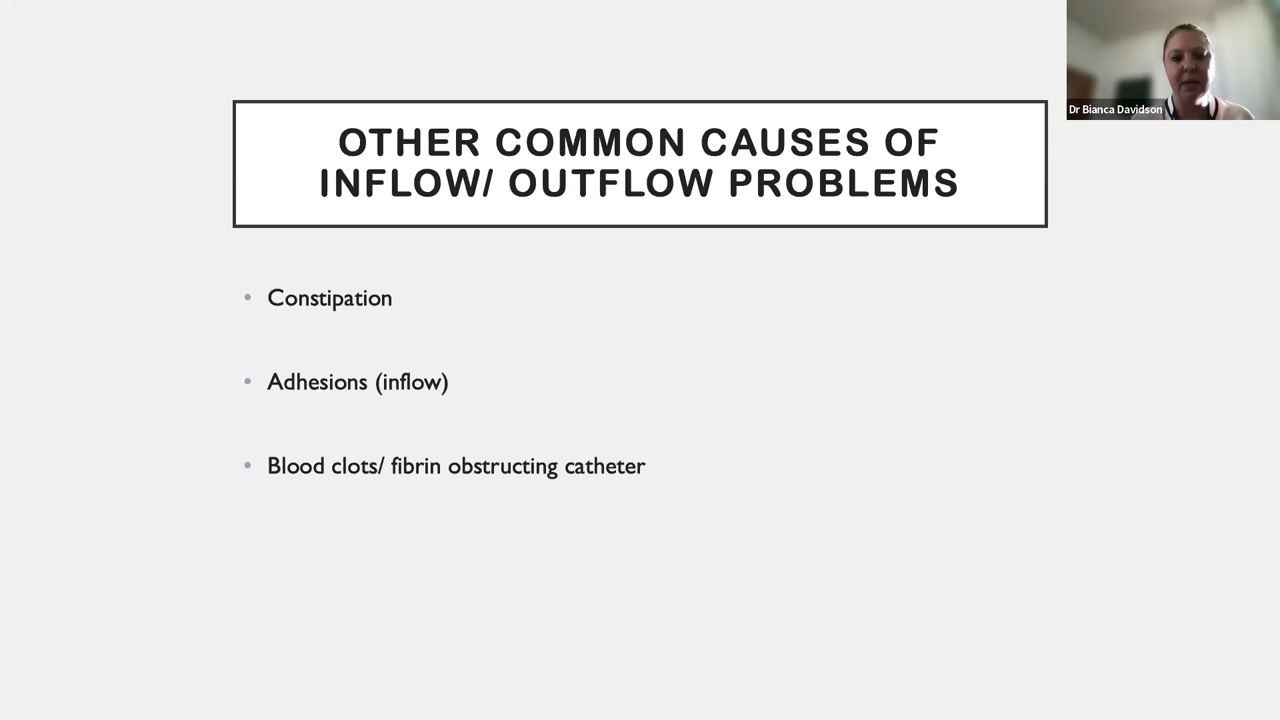 Dr Bianca Davidson
OTHER COMMON CAUSES OF
INFLOW/ OUTFLOW PROBLEMS
• Constipation
• Adhesions (inflow)
• Blood clots/ fibrin obstructing catheter